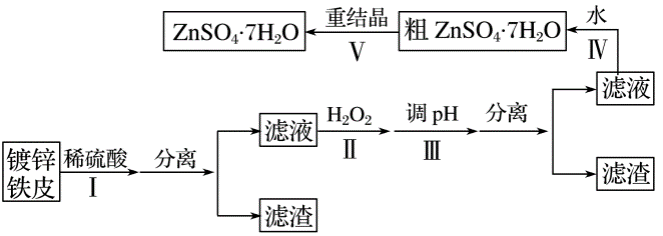 ZnSO₄·7H₂O
重结晶
Ⅴ
粗 ZnSO₄·7H₂O
水
Ⅳ
滤液
镀锌
铁皮
稀硫酸
Ⅰ
分离
滤液
H₂O₂
Ⅱ
调 pH
Ⅲ
分离
滤渣
滤渣